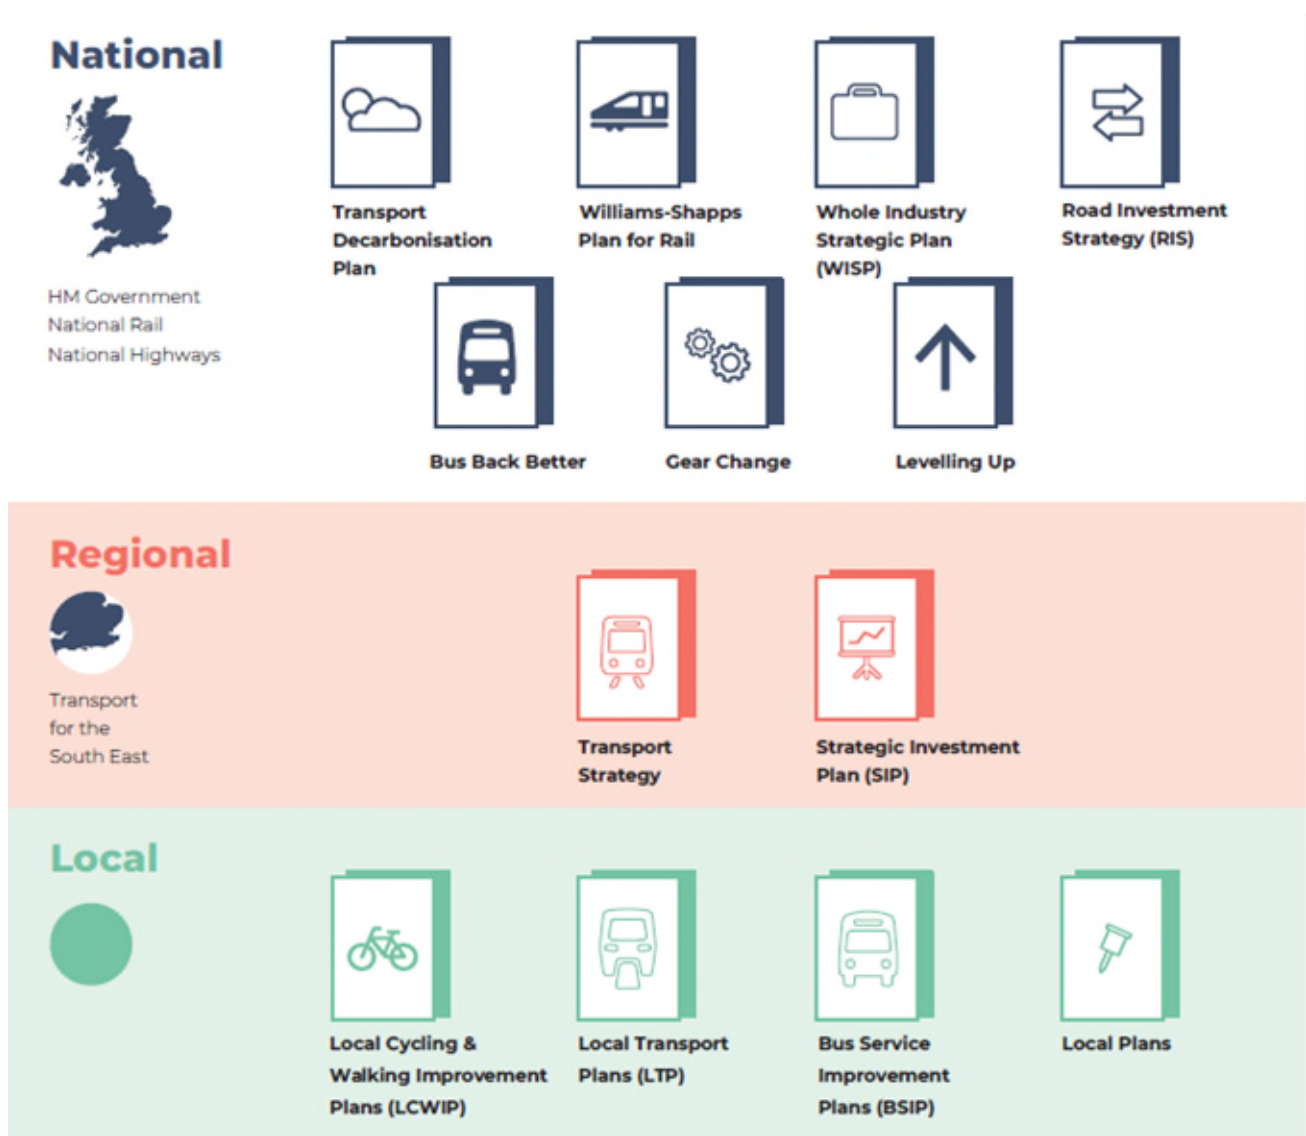 National
HM Government
National Rail
National Highways
Transport
Decarbonisation
Plan
Williams-Shapps
Plan for Rail
Whole Industry
Strategic Plan
(WISP)
Road Investment
Strategy (RIS)
Bus Back Better
Gear Change
Levelling Up
Regional
Transport
for the
South East
Transport
Strategy
Strategic Investment
Plan (SIP)
Local
Local Cycling &
Walking Improvement
Plans (LCWIP)
Local Transport
Plans (LTP)
Bus Service
Improvement
Plans (BSIP)
Local Plans